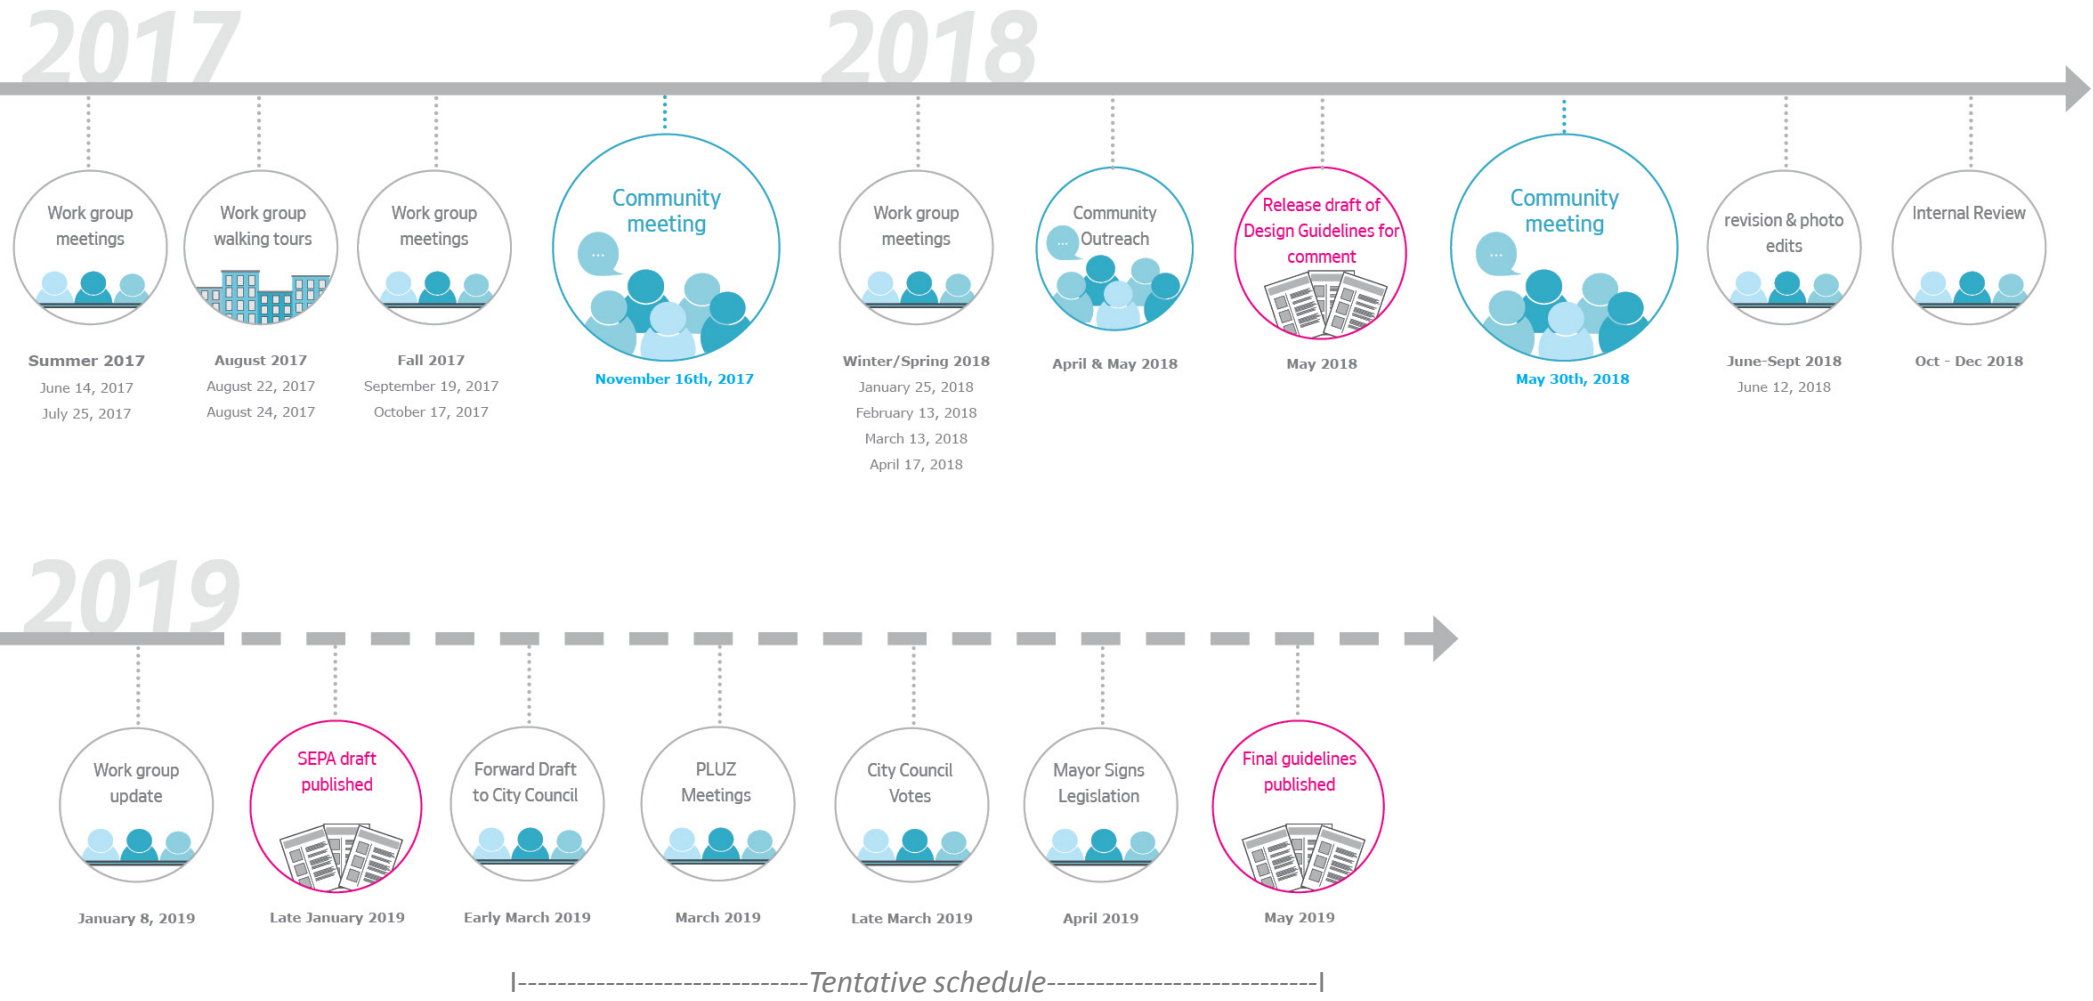 2017
2018
Work group
meetings
Summer 2017
June 14, 2017
July 25, 2017
Work group
walking tours
August 2017
August 22, 2017
August 24, 2017
Work group
meetings
Fall 2017
September 19, 2017
October 17, 2017
Community
meeting
...
November 16th, 2017
Work group
meetings
Winter/Spring 2018
January 25, 2018
February 13, 2018
March 13, 2018
April 17, 2018
Community
Outreach
...
April & May 2018
Release draft of
Design Guidelines for
comment
May 2018
Community
meeting
...
May 30th, 2018
revision & photo
edits
June-Sept 2018
June 12, 2018
Internal Review
Oct - Dec 2018
2019
Work group
update
January 8, 2019
SEPA draft
published
Late January 2019
Forward Draft
to City Council
Early March 2019
PLUZ
Meetings
March 2019
City Council
Votes
Late March 2019
Mayor Signs
Legislation
April 2019
Final guidelines
published
May 2019
|-----------------------------Tentative schedule---------------------------|